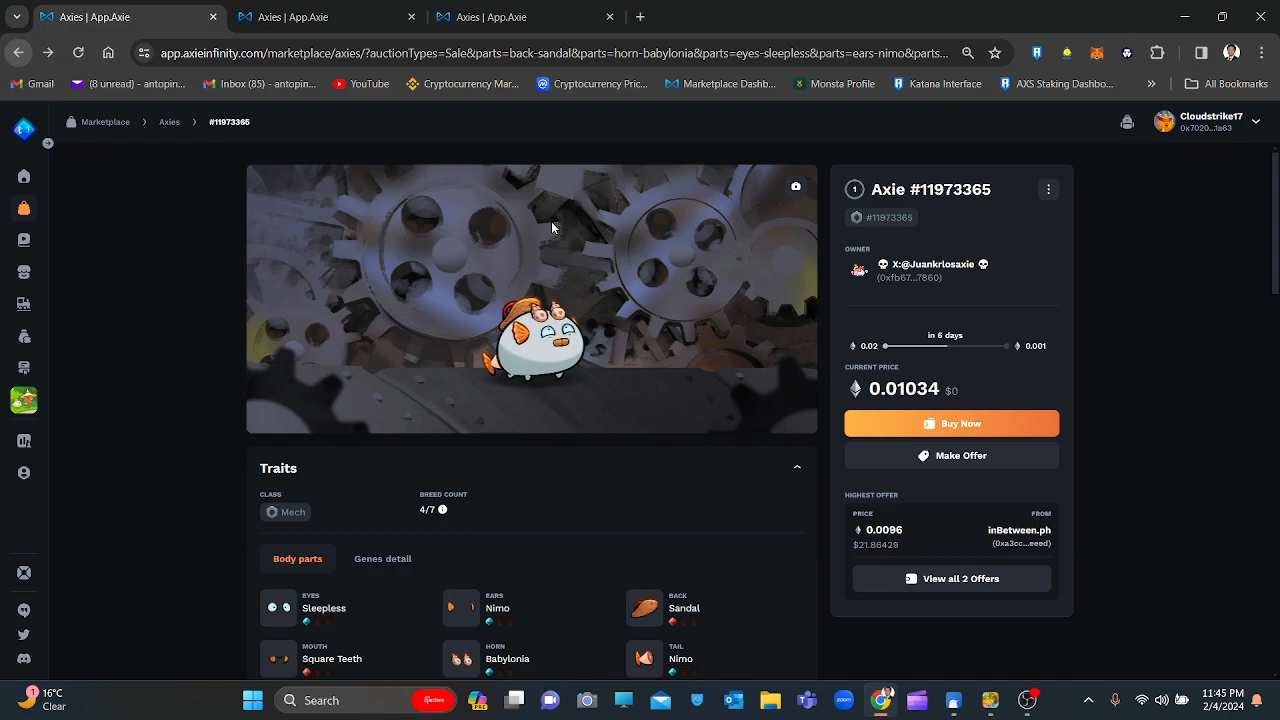 Axies | App.Axie
Axies | App.Axie
Axies | App.Axie
app.axieinfinity.com/marketplace/axies/?auctionTypes=Sale&parts=back-sandal&parts=horn-babylonia&parts=eyes-sleepless&parts=ears-nimo&parts...
Gmail
(8 unread) - antopin...
Inbox (85) - antopin...
YouTube
Cryptocurrency Mar...
Cryptocurrency Pric...
Marketplace Dashb...
Monsta Profile
Katana Interface
AXS Staking Dashbo...
All Bookmarks
Marketplace
Axies
#11973365
Cloudstrike17
0x7020...1a63
1 Axie #11973365
#11973365
OWNER
X:@Juankrlosaxie
(0xfb67...7860)
in 6 days
0.02
0.001
CURRENT PRICE
0.01034 $0
Buy Now
Make Offer
HIGHEST OFFER
PRICE
FROM
0.0096
inBetween.ph
$21.86429
(0xa3cc...eeed)
View all 2 Offers
Traits
CLASS
BREED COUNT
Mech
4/7
Body parts
Genes detail
EYES
Sleepless
EARS
Nimo
BACK
Sandal
MOUTH
Square Teeth
HORN
Babylonia
TAIL
Nimo
1
16°C
Clear
Search
zoom
11:45 PM
2/4/2024